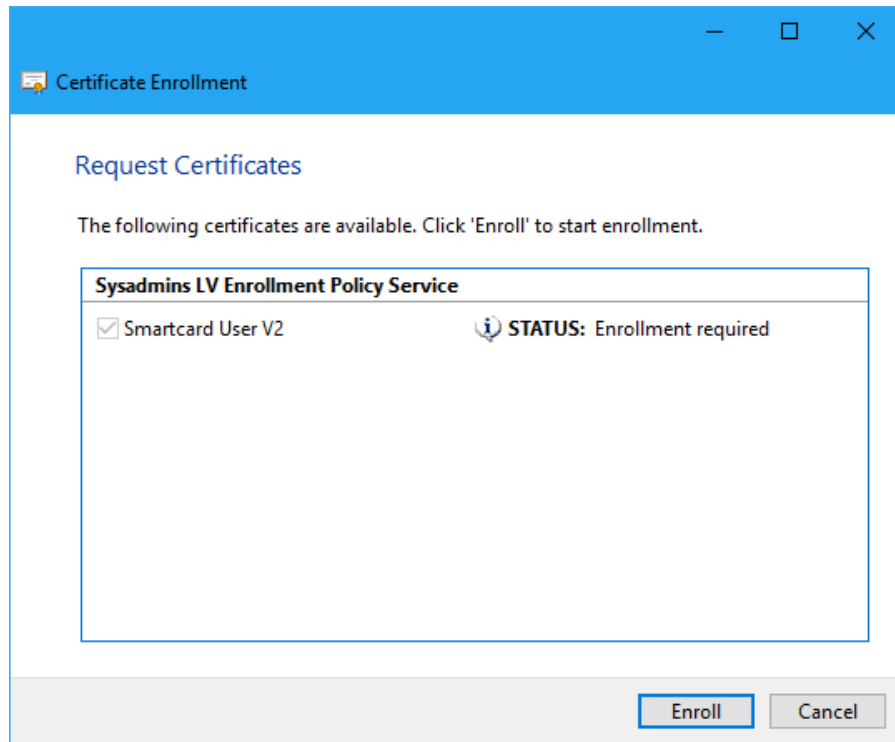 Certificate Enrollment
Request Certificates
The following certificates are available. Click 'Enroll' to start enrollment.
Sysadmins LV Enrollment Policy Service
Smartcard User V2 STATUS: Enrollment required
Enroll Cancel